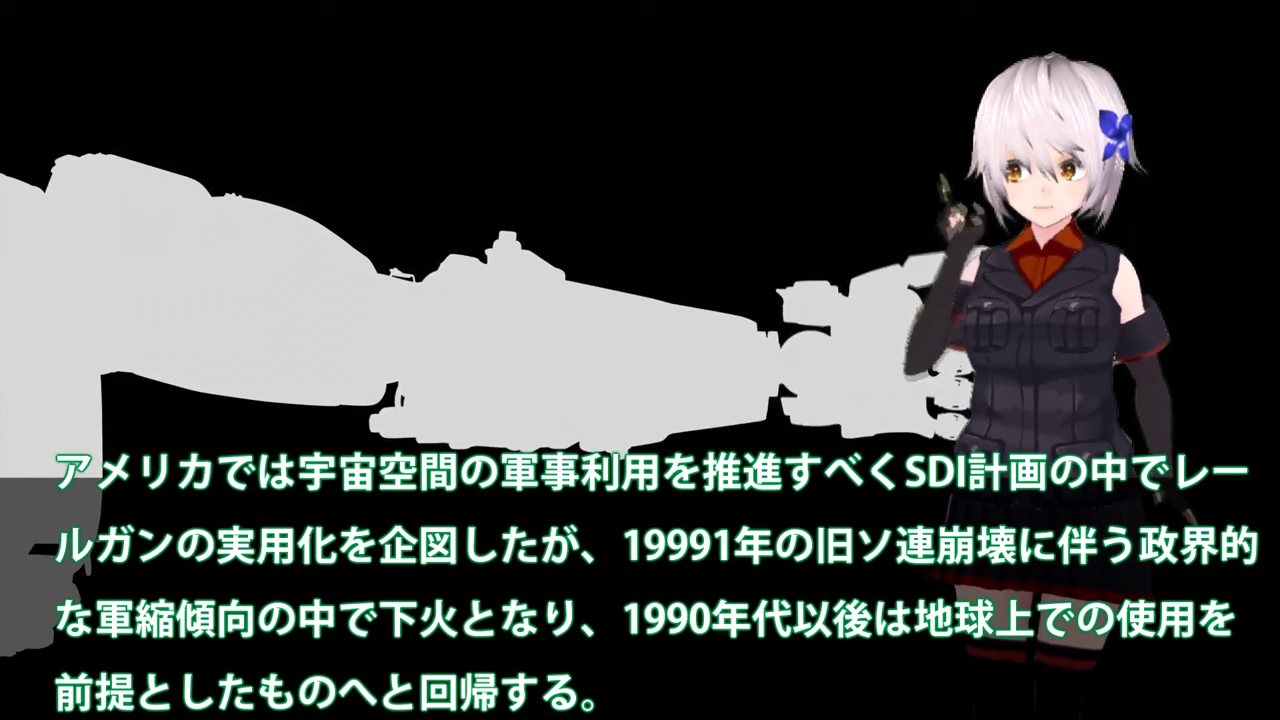 アメリカでは宇宙空間の軍事利用を推進すべくSDI計画の中でレー
ルガンの実用化を企図したが、19991年の旧ソ連崩壊に伴う政界的
な軍縮傾向の中で下火となり、1990年代以後は地球上での使用を
前提としたものへと回帰する。